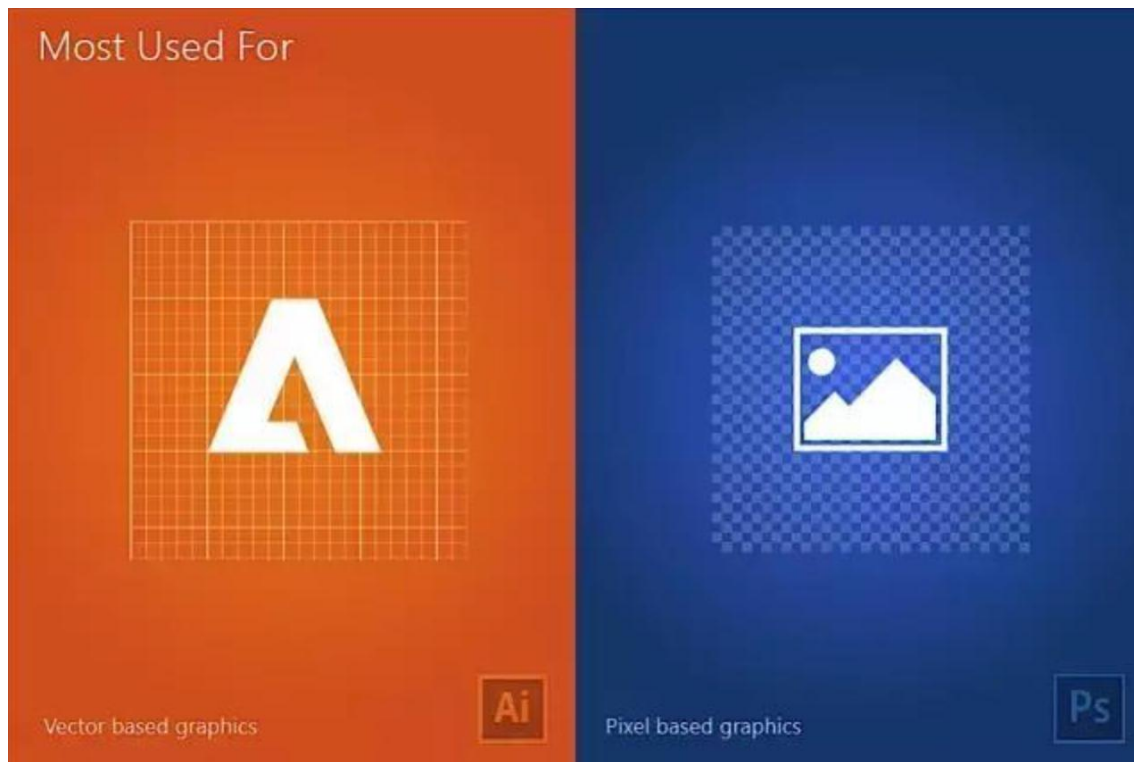 Most Used For
Vector based graphics
Ai
Pixel based graphics
Ps